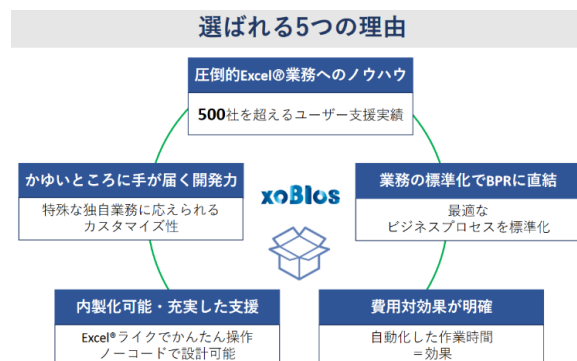 選ばれる5つの理由
圧倒的Excel®業務へのノウハウ
500社を超えるユーザー支援実績
かゆいところに手が届く開発力
特殊な独自業務に応えられる
カスタマイズ性
業務の標準化でBPRに直結
最適な
ビジネスプロセスを標準化
xoBlos
内製化可能・充実した支援
Excel®ライクでかんたん操作
ノーコードで設計可能
費用対効果が明確
自動化した作業時間
＝効果